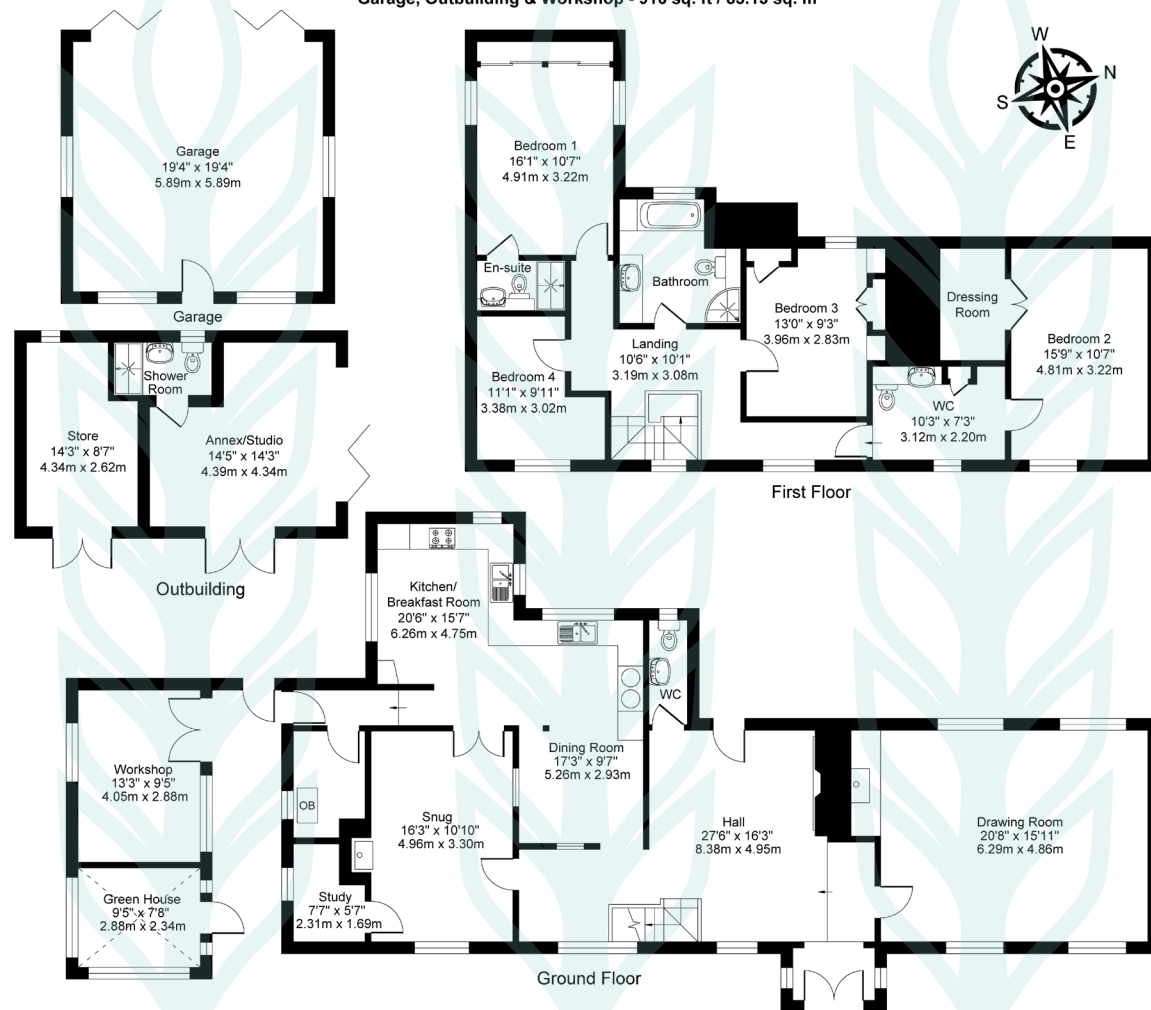 Garage, Outbuilding & Workshop - 916 sq. ft / 85.13 sq. m
W
N
S
E
Garage
19'4" x 19'4"
5.89m x 5.89m
Garage
Bedroom 1
16'1" x 10'7"
4.91m x 3.22m
En-suite
Bathroom
Bedroom 3
13'0" x 9'3"
3.96m x 2.83m
Dressing
Room
Bedroom 2
15'9" x 10'7"
4.81m x 3.22m
Landing
10'6" x 10'1"
3.19m x 3.08m
Bedroom 4
11'1" x 9'11"
3.38m x 3.02m
WC
10'3" x 7'3"
3.12m x 2.20m
First Floor
Shower
Room
Store
14'3" x 8'7"
4.34m x 2.62m
Annex/Studio
14'5" x 14'3"
4.39m x 4.34m
Outbuilding
Kitchen/
Breakfast Room
20'6" x 15'7"
6.26m x 4.75m
WC
Dining Room
17'3" x 9'7"
5.26m x 2.93m
Workshop
13'3" x 9'5"
4.05m x 2.88m
OB
Snug
16'3" x 10'10"
4.96m x 3.30m
Hall
27'6" x 16'3"
8.38m x 4.95m
Drawing Room
20'8" x 15'11"
6.29m x 4.86m
Green House
9'5" x 7'8"
2.88m x 2.34m
Study
7'7" x 5'7"
2.31m x 1.69m
Ground Floor